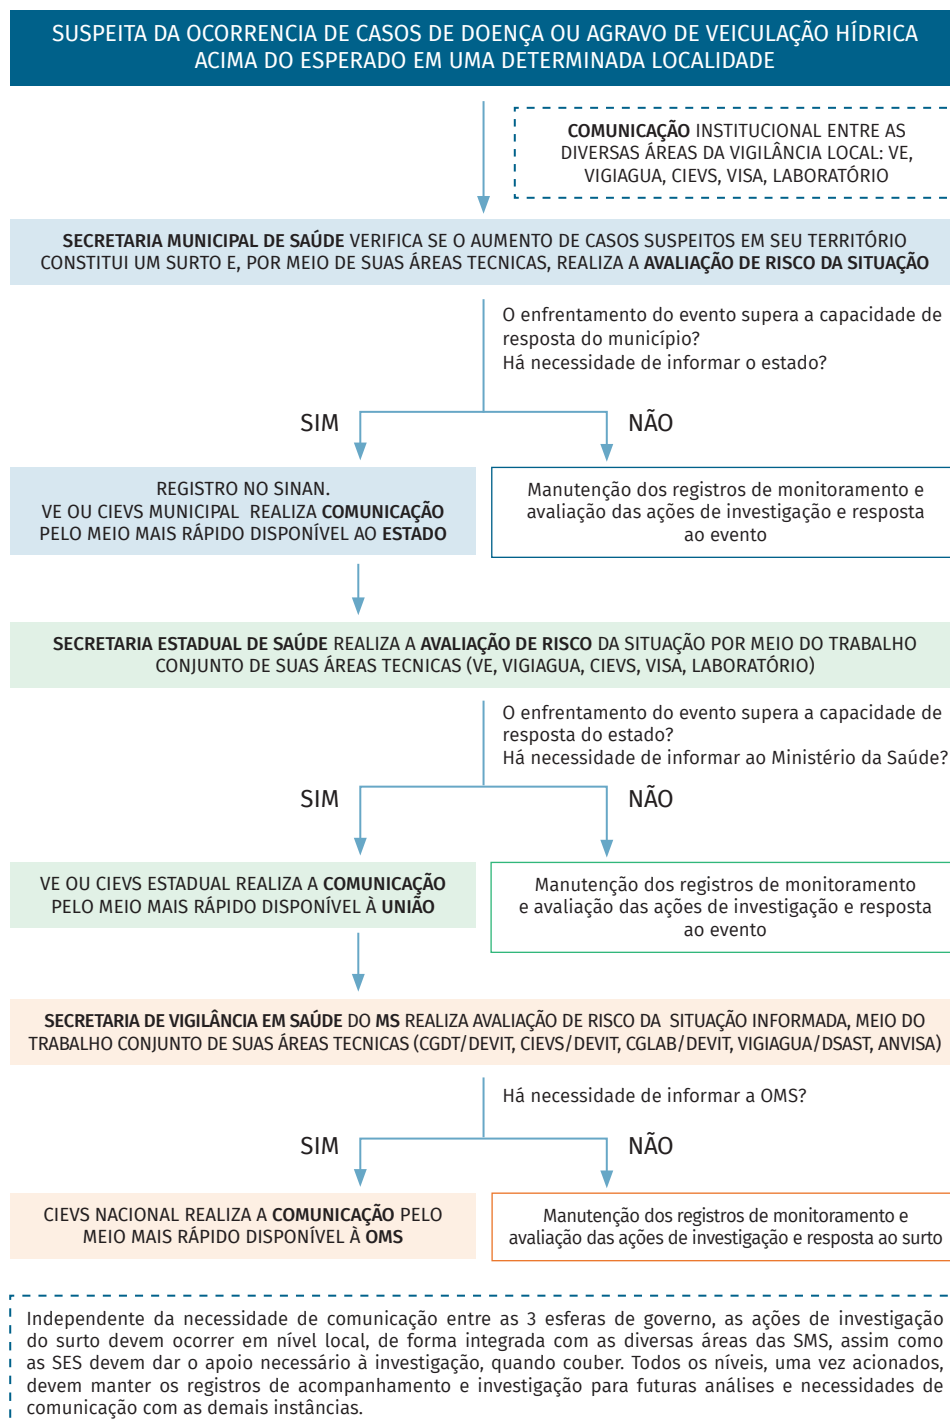 SUSPEITA DA OCORRENCIA DE CASOS DE DOENÇA OU AGRAVO DE VEICULAÇÃO HÍDRICA
ACIMA DO ESPERADO EM UMA DETERMINADA LOCALIDADE
COMUNICAÇÃO INSTITUCIONAL ENTRE AS
DIVERSAS ÁREAS DA VIGILÂNCIA LOCAL: VE,
VIGIAGUA, CIEVS, VISA, LABORATÓRIO
SECRETARIA MUNICIPAL DE SAÚDE VERIFICA SE O AUMENTO DE CASOS SUSPEITOS EM SEU TERRITÓRIO
CONSTITUI UM SURTO E, POR MEIO DE SUAS ÁREAS TECNICAS, REALIZA A AVALIAÇÃO DE RISCO DA SITUAÇÃO
O enfrentamento do evento supera a capacidade de
resposta do município?
Há necessidade de informar o estado?
SIM
NÃO
REGISTRO NO SINAN.
VE OU CIEVS MUNICIPAL REALIZA COMUNICAÇÃO
PELO MEIO MAIS RÁPIDO DISPONÍVEL AO ESTADO
Manutenção dos registros de monitoramento e
avaliação das ações de investigação e resposta
ao evento
SECRETARIA ESTADUAL DE SAÚDE REALIZA A AVALIAÇÃO DE RISCO DA SITUAÇÃO POR MEIO DO TRABALHO
CONJUNTO DE SUAS ÁREAS TECNICAS (VE, VIGIAGUA, CIEVS, VISA, LABORATÓRIO)
O enfrentamento do evento supera a capacidade de
resposta do estado?
Há necessidade de informar ao Ministério da Saúde?
SIM
NÃO
VE OU CIEVS ESTADUAL REALIZA A COMUNICAÇÃO
PELO MEIO MAIS RÁPIDO DISPONÍVEL À UNIÃO
Manutenção dos registros de monitoramento
e avaliação das ações de investigação e resposta
ao evento
SECRETARIA DE VIGILÂNCIA EM SAÚDE DO MS REALIZA AVALIAÇÃO DE RISCO DA SITUAÇÃO INFORMADA, MEIO DO
TRABALHO CONJUNTO DE SUAS ÁREAS TECNICAS (CGDT/DEVIT, CIEVS/DEVIT, CGLAB/DEVIT, VIGIAGUA/DSAST, ANVISA)
Há necessidade de informar a OMS?
SIM
NÃO
CIEVS NACIONAL REALIZA A COMUNICAÇÃO PELO
MEIO MAIS RÁPIDO DISPONÍVEL À OMS
Manutenção dos registros de monitoramento e
avaliação das ações de investigação e resposta ao surto
Independente da necessidade de comunicação entre as 3 esferas de governo, as ações de investigação
do surto devem ocorrer em nível local, de forma integrada com as diversas áreas das SMS, assim como
as SES devem dar o apoio necessário à investigação, quando couber. Todos os níveis, uma vez acionados,
devem manter os registros de acompanhamento e investigação para futuras análises e necessidades de
comunicação com as demais instâncias.